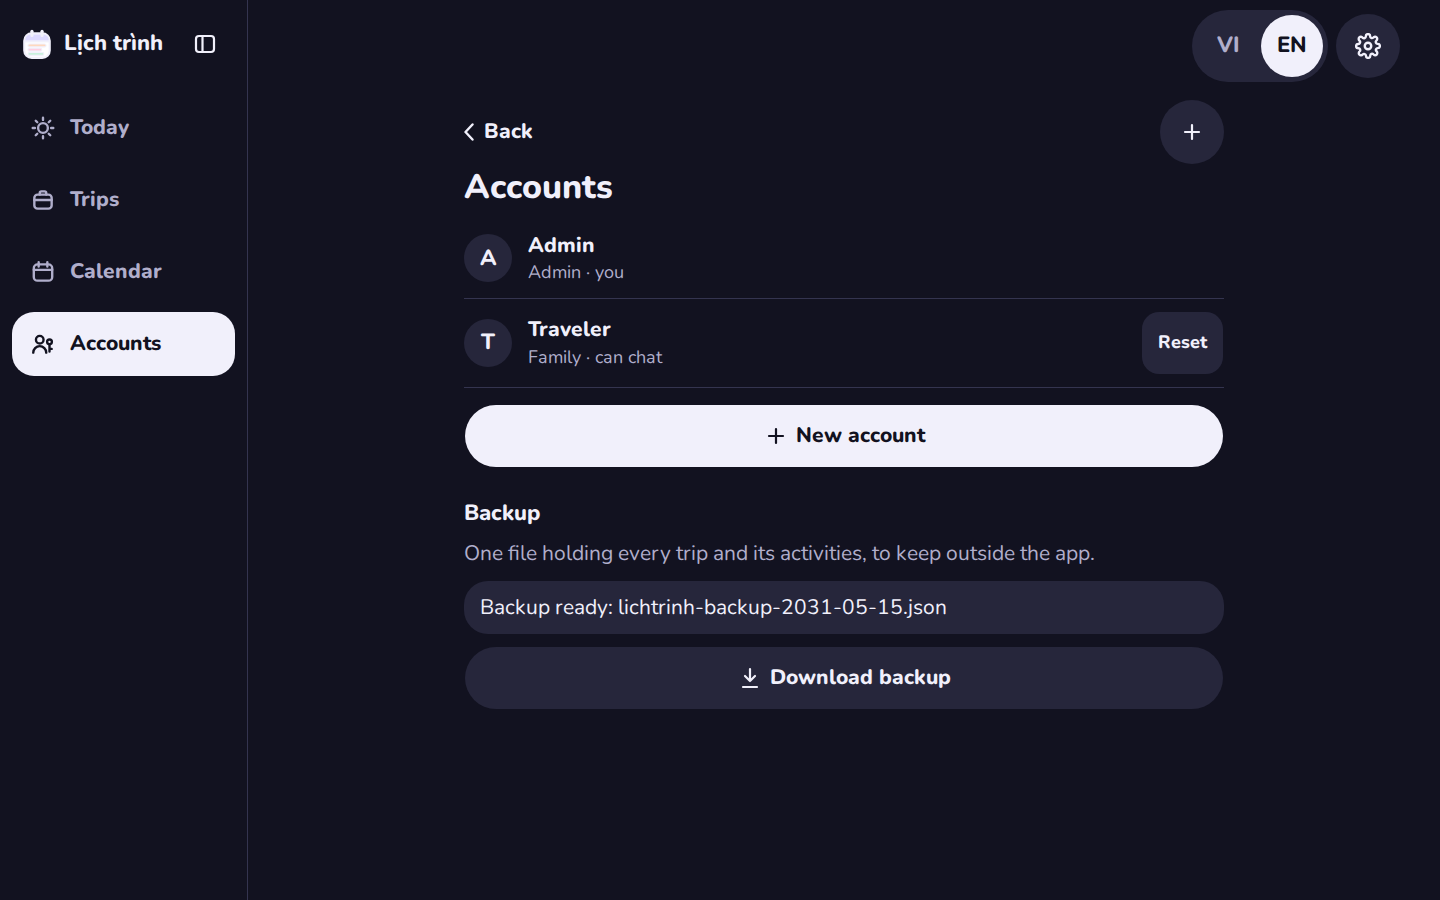 Lịch trình
VI EN
Today
Trips
Calendar
Accounts
Back
Accounts
A
Admin
Admin · you
T
Traveler
Family · can chat
Reset
New account
Backup
One file holding every trip and its activities, to keep outside the app.
Backup ready: lichtrinh-backup-2031-05-15.json
Download backup